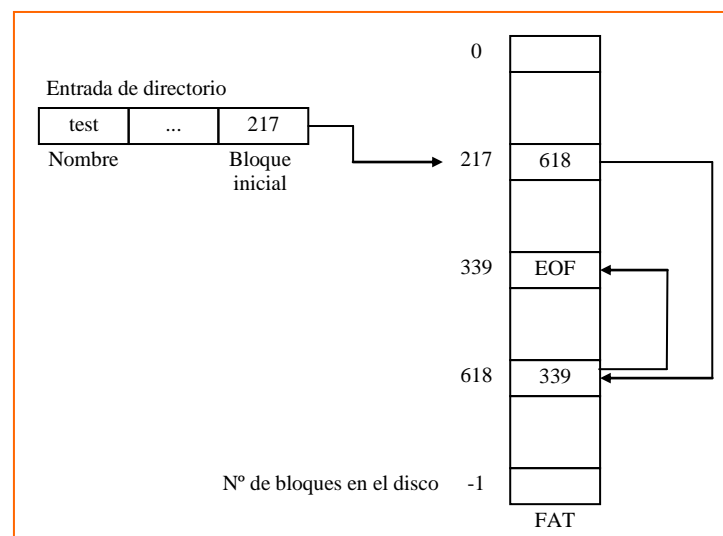 0
Entrada de directorio
test ... 217
Nombre Bloque inicial
217 618
339 EOF
618 339
Nº de bloques en el disco -1
FAT